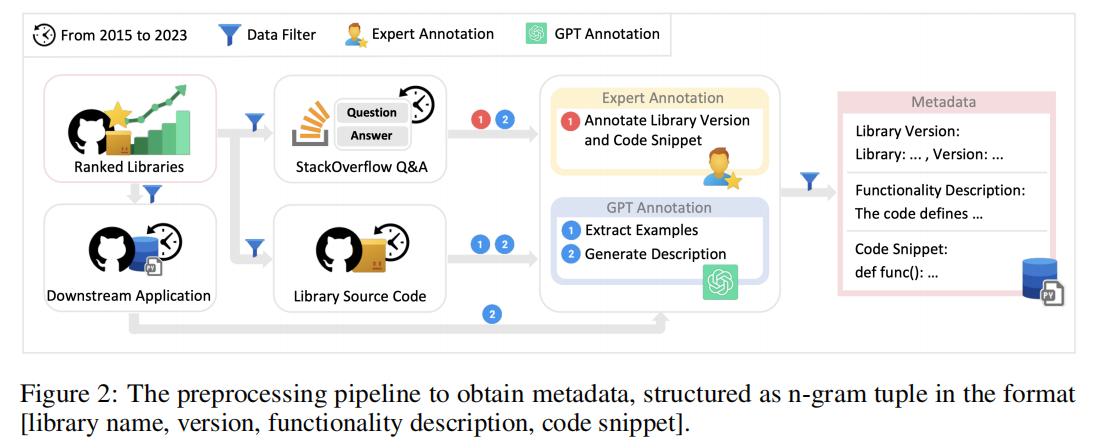 From 2015 to 2023
Data Filter
Expert Annotation
GPT Annotation
Ranked Libraries
Question
Answer
StackOverflow Q&A
1 2
Expert Annotation
1 Annotate Library Version
and Code Snippet
Downstream Application
PY
Library Source Code
1 2
GPT Annotation
1 Extract Examples
2 Generate Description
2
Metadata
Library Version:
Library: ... , Version: ...
Functionality Description:
The code defines ...
Code Snippet:
def func(): ...
PY
Figure 2: The preprocessing pipeline to obtain metadata, structured as n-gram tuple in the format
[library name, version, functionality description, code snippet].